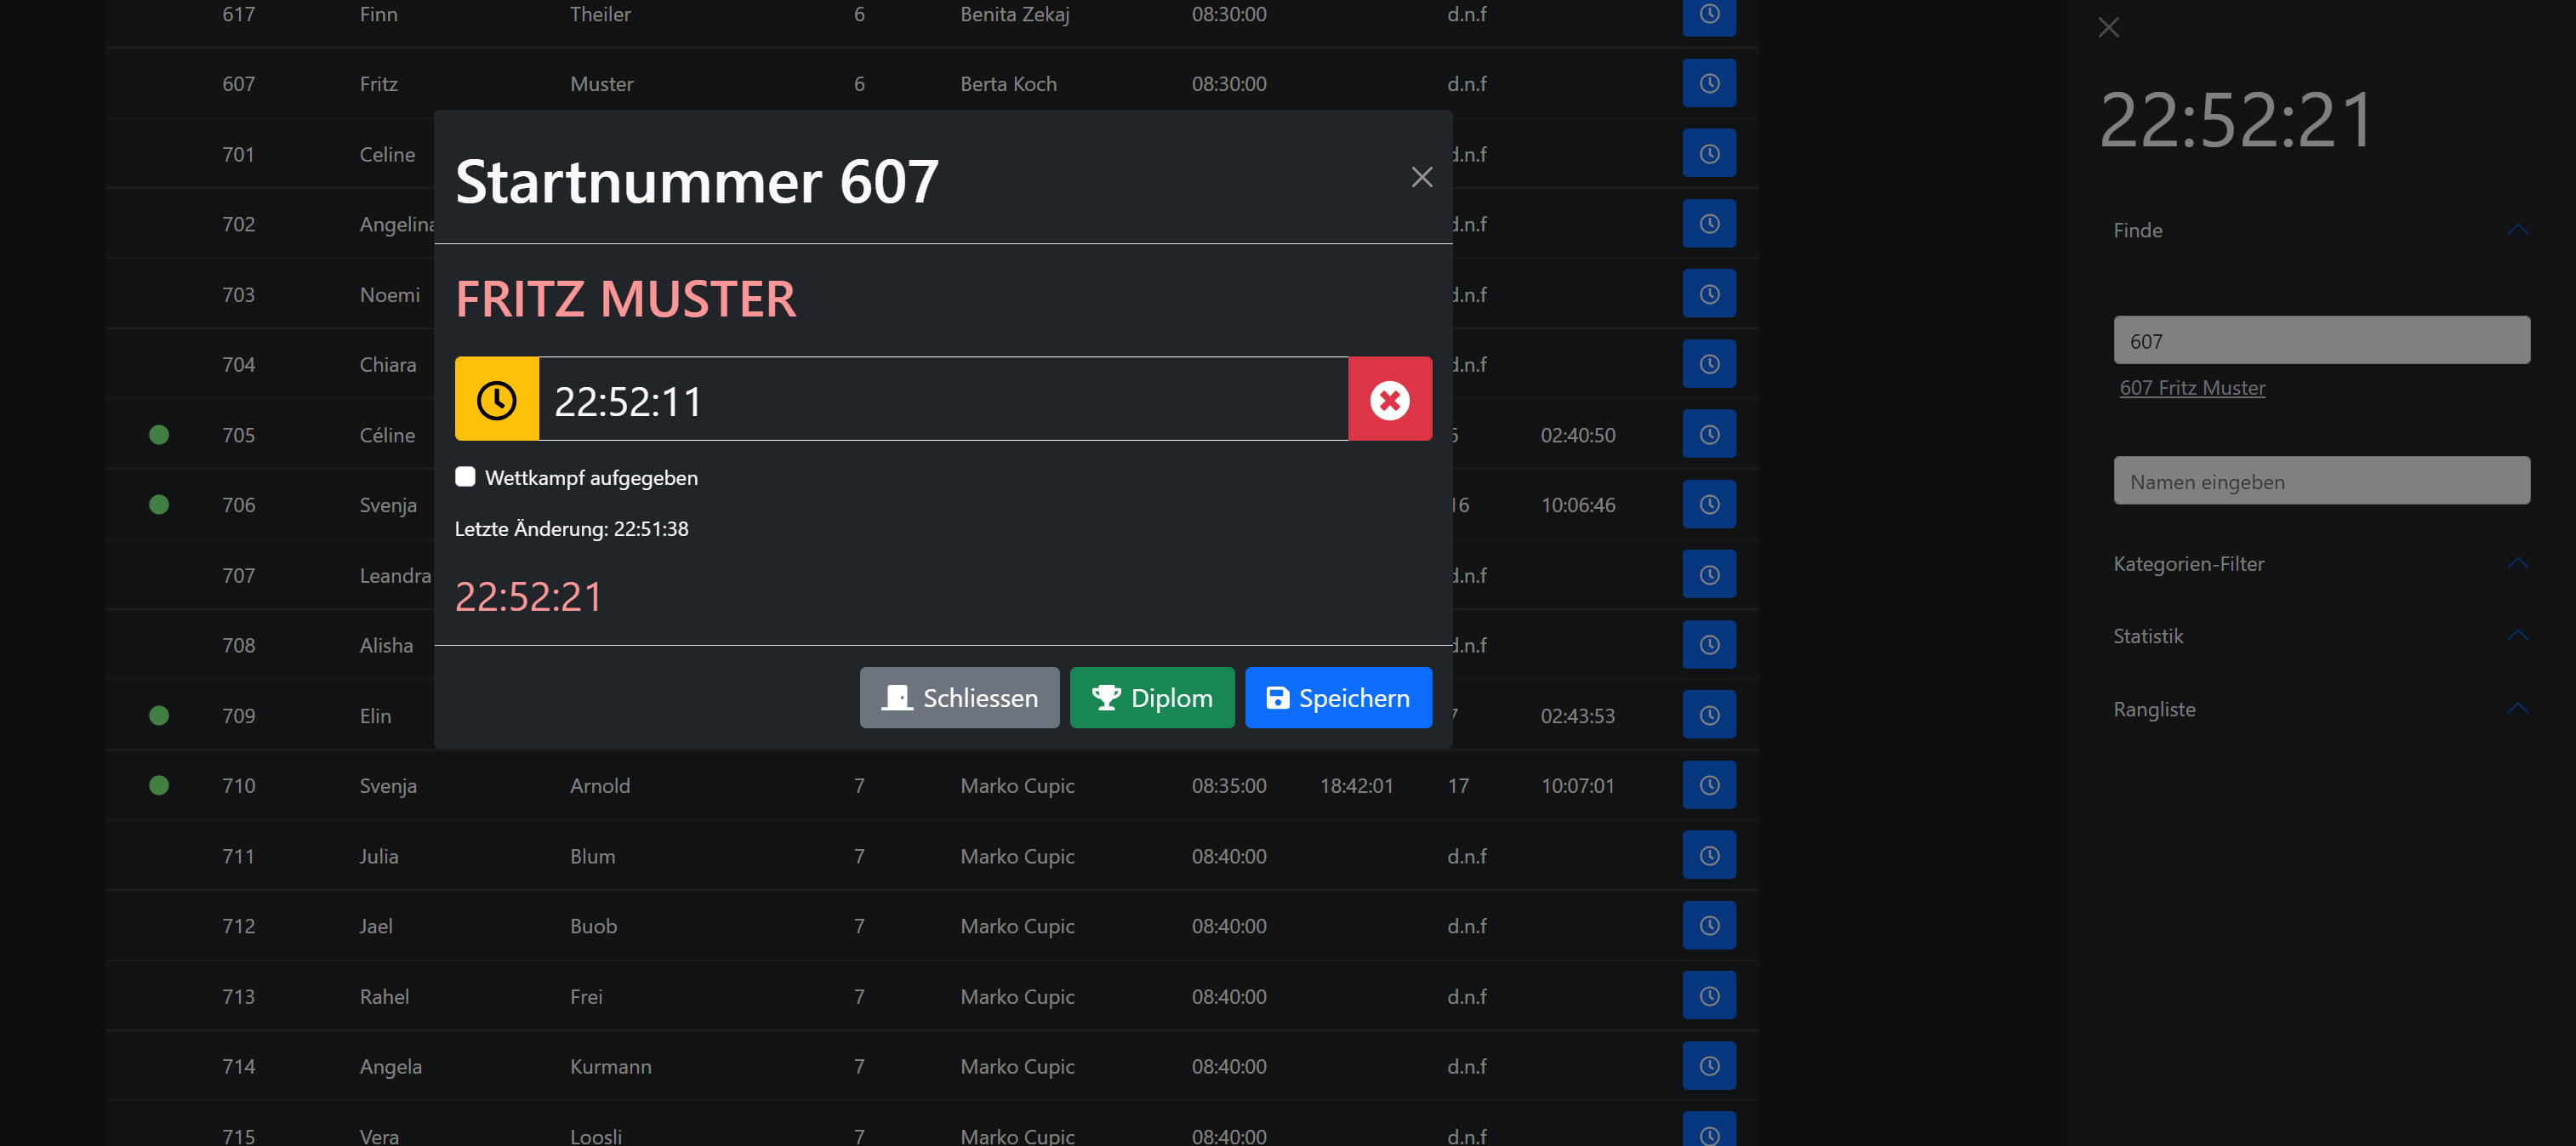 617 Finn Theiler 6 Benita Zekaj 08:30:00 d.n.f
607 Fritz Muster 6 Berta Koch 08:30:00 d.n.f
701 Celine d.n.f
702 Angelina d.n.f
703 Noemi d.n.f
704 Chiara d.n.f
705 Céline 02:40:50
706 Svenja 16 10:06:46
707 Leandra d.n.f
708 Alisha d.n.f
709 Elin 7 02:43:53
710 Svenja Arnold 7 Marko Cupic 08:35:00 18:42:01 17 10:07:01
711 Julia Blum 7 Marko Cupic 08:40:00 d.n.f
712 Jael Buob 7 Marko Cupic 08:40:00 d.n.f
713 Rahel Frei 7 Marko Cupic 08:40:00 d.n.f
714 Angela Kurmann 7 Marko Cupic 08:40:00 d.n.f
715 Vera Loosli 7 Marko Cupic 08:40:00 d.n.f
Startnummer 607
FRITZ MUSTER
22:52:11
Wettkampf aufgegeben
Letzte Änderung: 22:51:38
22:52:21
Schliessen Diplom Speichern
22:52:21
Finde
607
607 Fritz Muster
Namen eingeben
Kategorien-Filter
Statistik
Rangliste